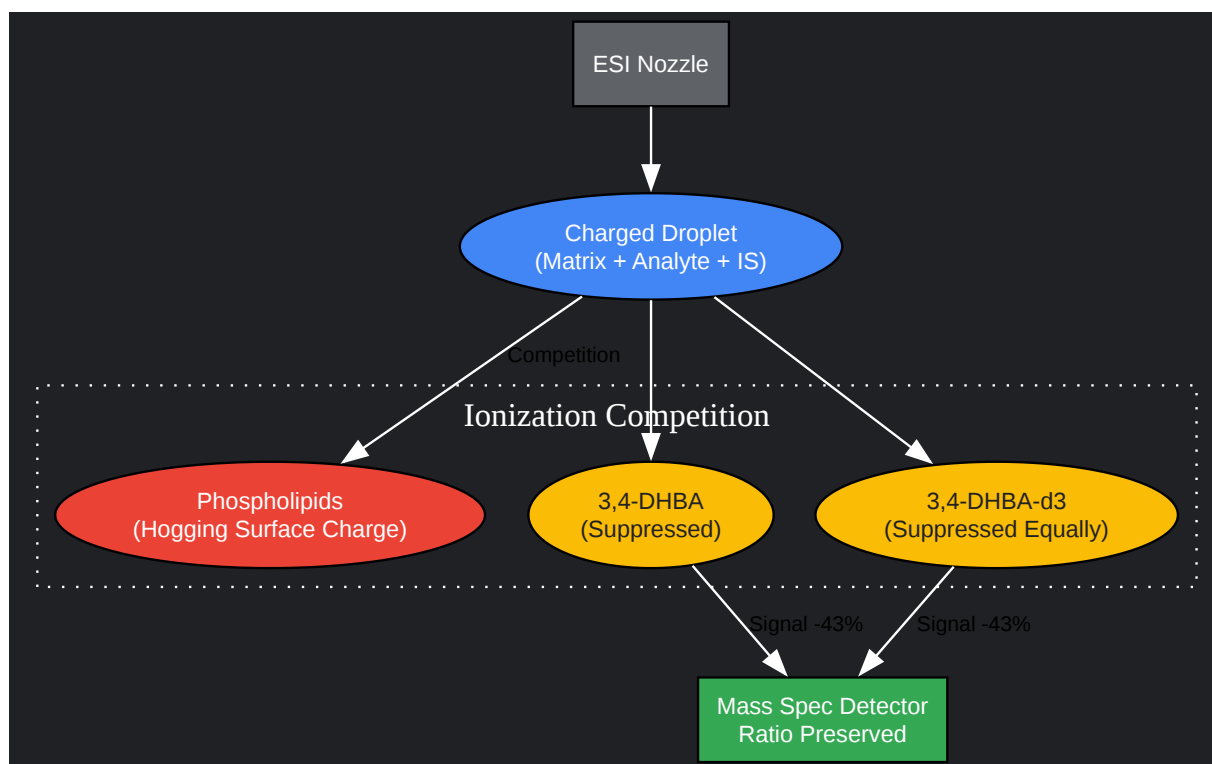 ESI Nozzle
Charged Droplet
(Matrix + Analyte + IS)
Competition
Ionization Competition
Phospholipids
(Hogging Surface Charge)
3,4-DHBA
(Suppressed)
3,4-DHBA-d3
(Suppressed Equally)
Signal -43%
Signal -43%
Mass Spec Detector
Ratio Preserved